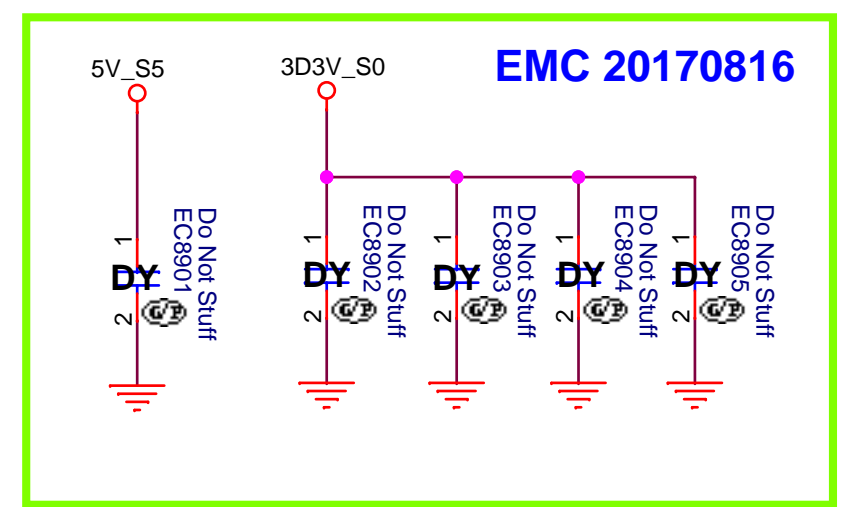 EMC 20170816
5V_S5
3D3V_S0
1
DY
2
G/P
Do Not Stuff
EC8901
1
DY
2
G/P
Do Not Stuff
EC8902
1
DY
2
G/P
Do Not Stuff
EC8903
1
DY
2
G/P
Do Not Stuff
EC8904
1
DY
2
G/P
Do Not Stuff
EC8905